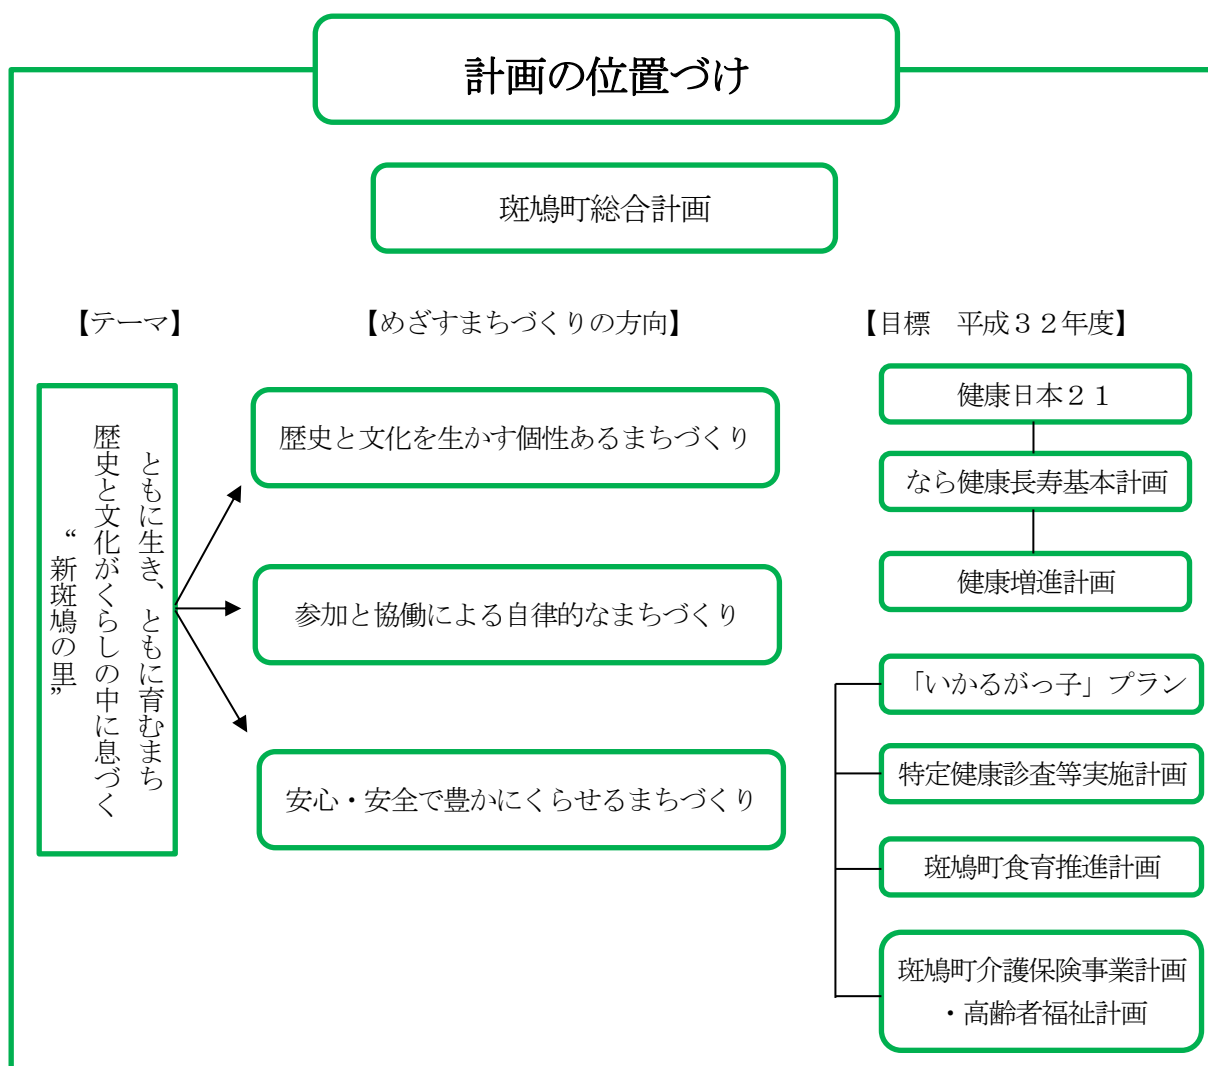 計画の位置づけ
斑鳩町総合計画
【テーマ】
ともに生き、ともに育むまち
歴史と文化がくらしの中に息づく
“新斑鳩の里”
【めざすまちづくりの方向】
歴史と文化を生かす個性あるまちづくり
参加と協働による自律的なまちづくり
安心・安全で豊かにくらせるまちづくり
【目標　平成３２年度】
健康日本２１
なら健康長寿基本計画
健康増進計画
「いかるがっ子」プラン
特定健康診査等実施計画
斑鳩町食育推進計画
斑鳩町介護保険事業計画
・高齢者福祉計画